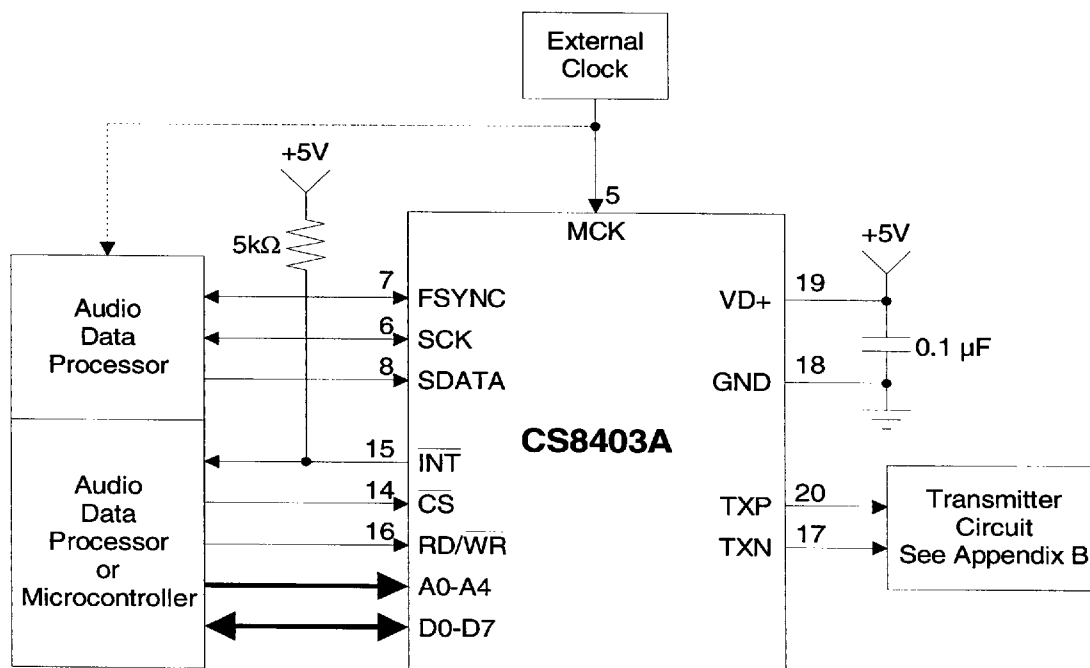 External
Clock
+5V
5
MCK
5kΩ
+5V
Audio
Data
Processor
7
FSYNC
6
SCK
8
SDATA
VD+
19
0.1 µF
GND
18
CS8403A
Audio
Data
Processor
or
Microcontroller
15
INT
14
CS
16
RD/WR
A0-A4
D0-D7
TXP
20
TXN
17
Transmitter
Circuit
See Appendix B